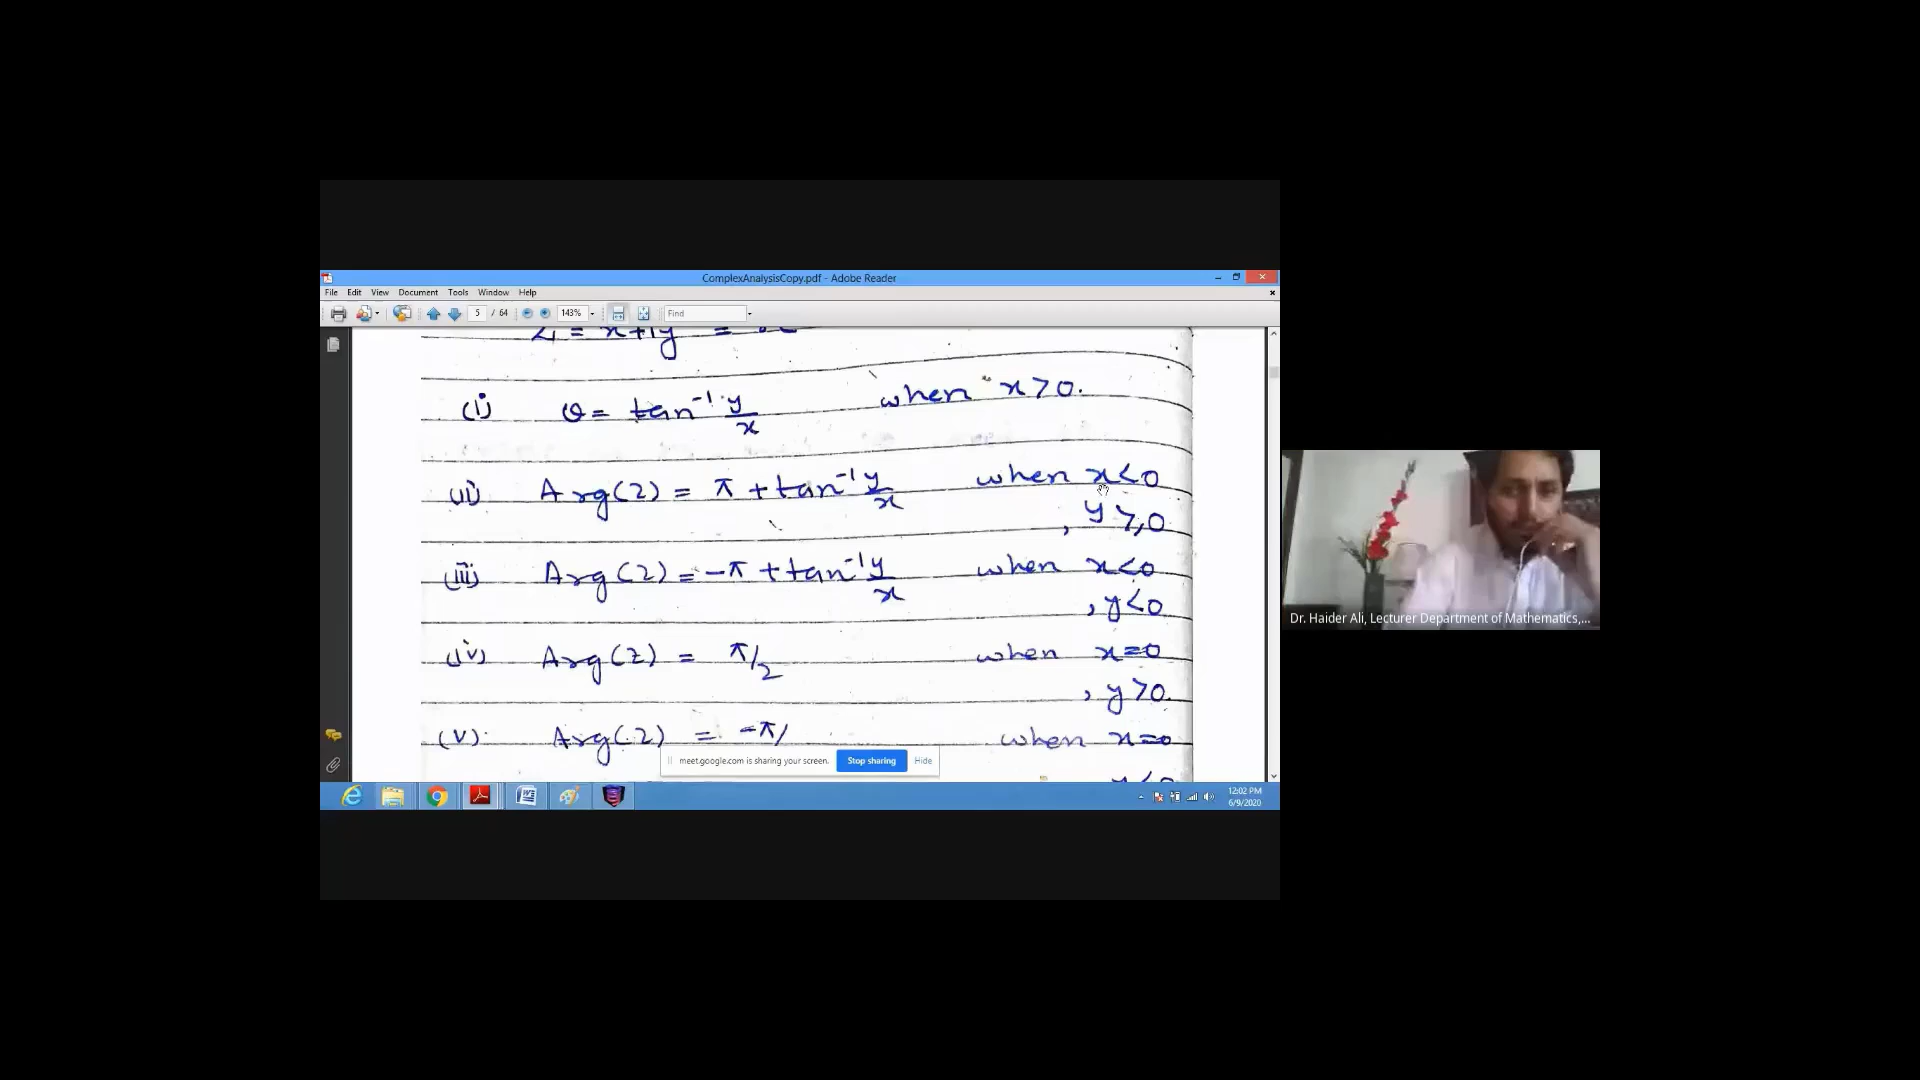 ComplexAnalysisCopy.pdf - Adobe Reader
File Edit View Document Tools Window Help
5 / 64 143% Find
Z = x+iy =
(i) θ = tan⁻¹ y/x when x>0.
(ii) Arg(z) = π + tan⁻¹ y/x when x<0
, y ≥ 0
(iii) Arg(z) = -π + tan⁻¹ y/x when x<0
, y<0
(iv) Arg(z) = π/2 when x=0
, y>0.
(v). Arg(z) = -π/ when x=0
y<0
meet.google.com is sharing your screen. Stop sharing Hide
12:02 PM
6/9/2020
Dr. Haider Ali, Lecturer Department of Mathematics,...